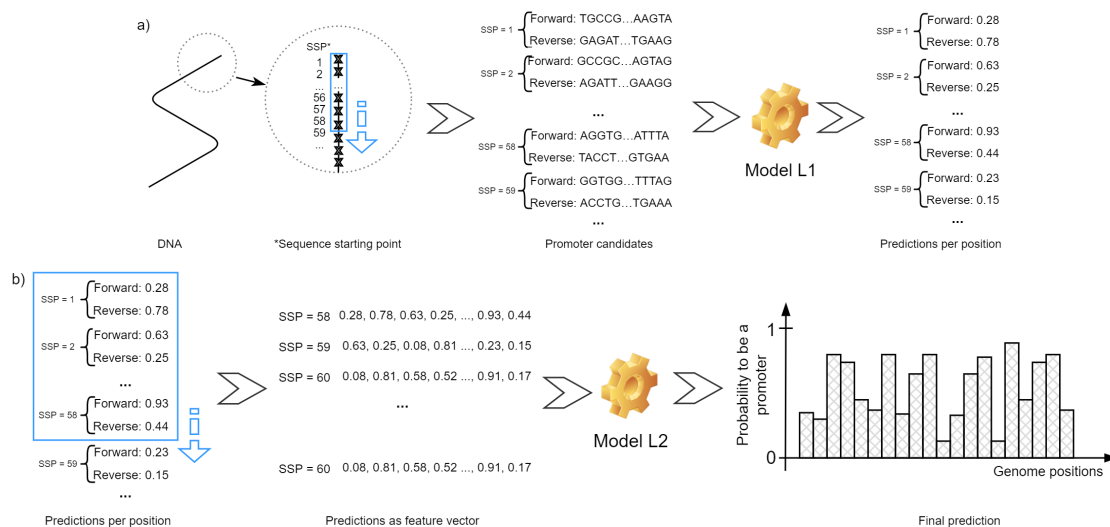 a)
SSP*
1
2
...
56
57
58
59
...
SSP = 1
Forward: TGCCG...AAGTA
Reverse: GAGAT...TGAAG
SSP = 2
Forward: GCCGC...AGTAG
Reverse: AGATT...GAAGG
...
SSP = 58
Forward: AGGTG...ATTTA
Reverse: TACCT...GTGAA
SSP = 59
Forward: GGTGG...TTTAG
Reverse: ACCTG...TGAAA
...
Model L1
SSP = 1
Forward: 0.28
Reverse: 0.78
SSP = 2
Forward: 0.63
Reverse: 0.25
...
SSP = 58
Forward: 0.93
Reverse: 0.44
SSP = 59
Forward: 0.23
Reverse: 0.15
...
DNA
*Sequence starting point
Promoter candidates
Predictions per position
b)
SSP = 1
Forward: 0.28
Reverse: 0.78
SSP = 2
Forward: 0.63
Reverse: 0.25
...
SSP = 58
Forward: 0.93
Reverse: 0.44
SSP = 59
Forward: 0.23
Reverse: 0.15
...
SSP = 58 0.28, 0.78, 0.63, 0.25, ..., 0.93, 0.44
SSP = 59 0.63, 0.25, 0.08, 0.81, ..., 0.23, 0.15
SSP = 60 0.08, 0.81, 0.58, 0.52, ..., 0.91, 0.17
...
SSP = 60 0.08, 0.81, 0.58, 0.52 ..., 0.91, 0.17
Model L2
Probability to be a
promoter
1
0
Genome positions
Predictions per position
Predictions as feature vector
Final prediction